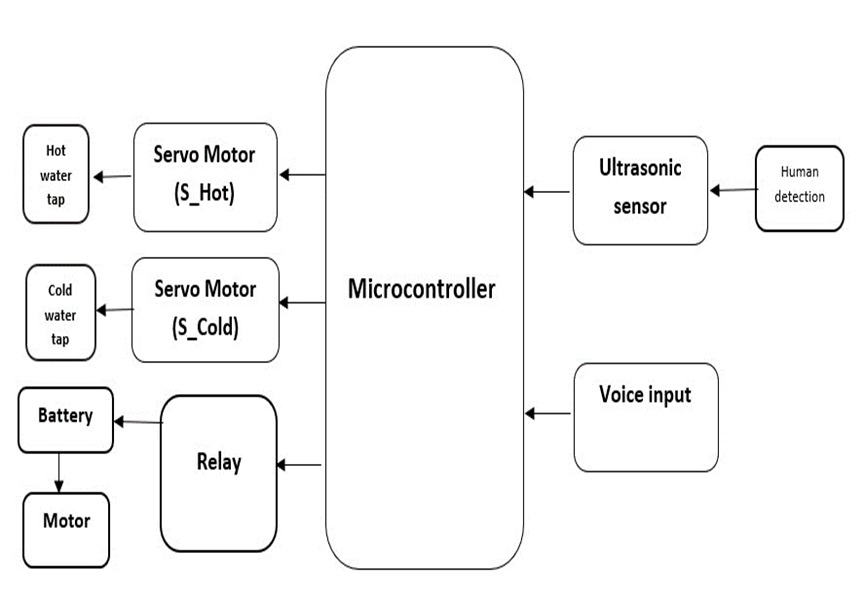 Hot
water
tap
Servo Motor
(S_Hot)
Cold
water
tap
Servo Motor
(S_Cold)
Battery
Motor
Relay
Microcontroller
Ultrasonic
sensor
Human
detection
Voice input